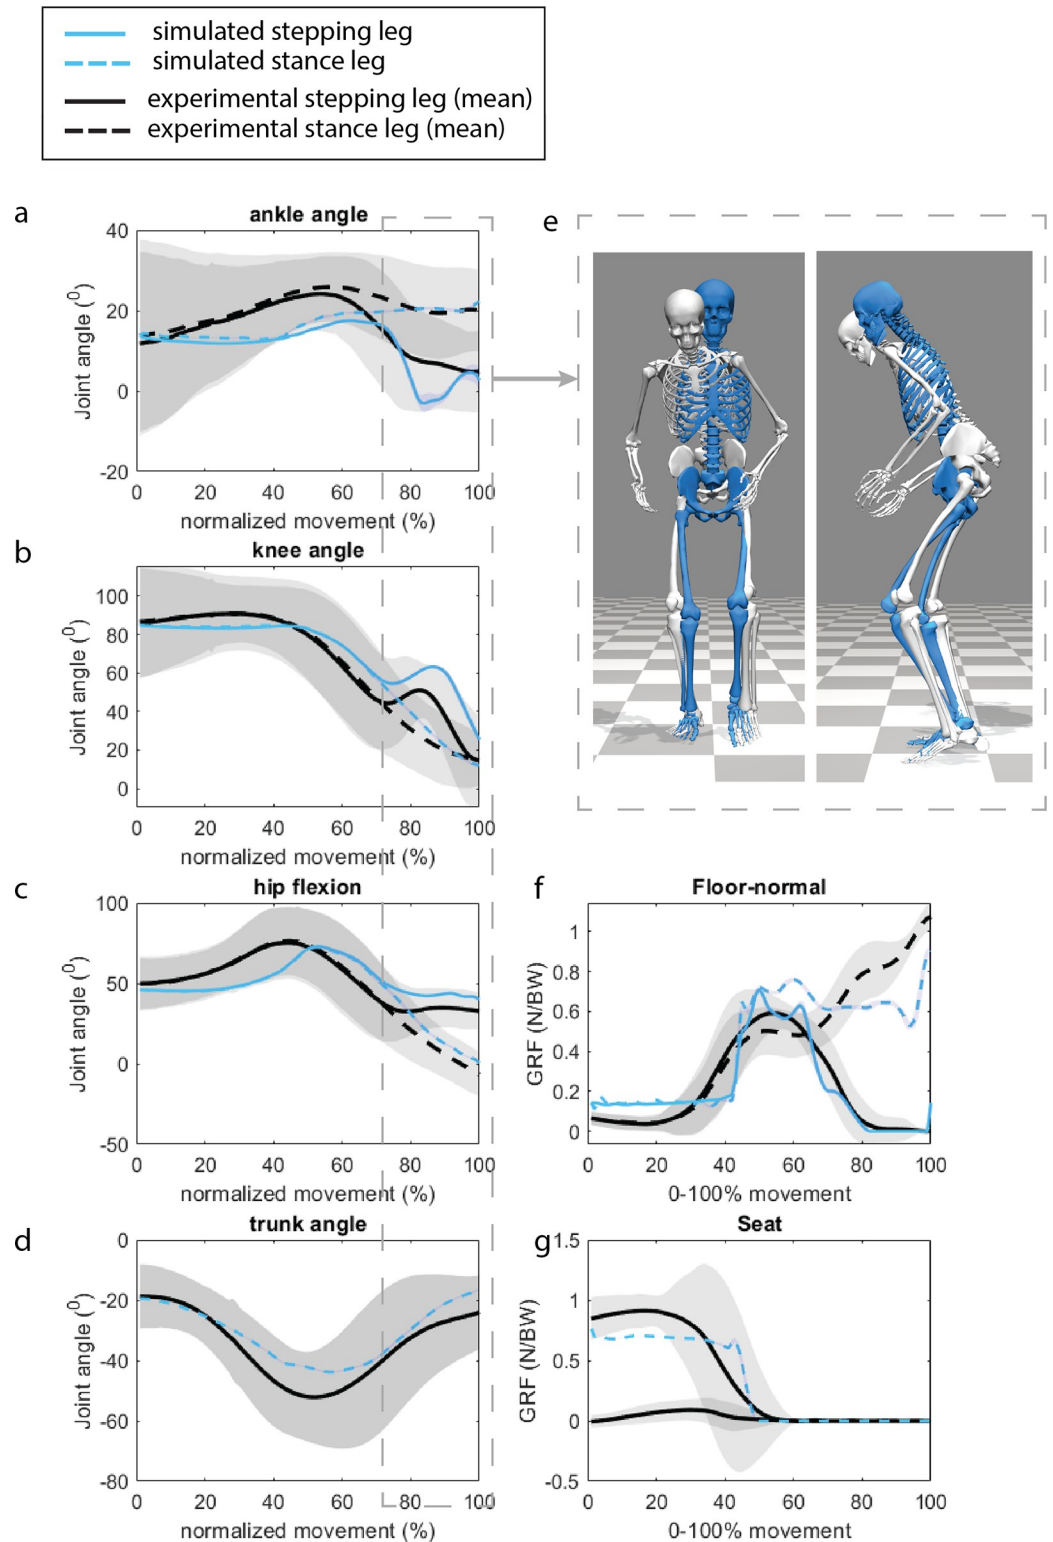 simulated stepping leg
simulated stance leg
experimental stepping leg (mean)
experimental stance leg (mean)
a
ankle angle
Joint angle (⁰)
40
20
0
-20
0 20 40 60 80 100
normalized movement (%)
b
knee angle
Joint angle (⁰)
100
80
60
40
20
0
0 20 40 60 80 100
normalized movement (%)
c
hip flexion
Joint angle (⁰)
100
50
0
-50
0 20 40 60 80 100
normalized movement (%)
d
trunk angle
Joint angle (⁰)
0
-20
-40
-60
-80
0 20 40 60 80 100
normalized movement (%)
e
f
Floor-normal
GRF (N/BW)
1
0.8
0.6
0.4
0.2
0
0 20 40 60 80 100
0-100% movement
g
Seat
GRF (N/BW)
1.5
1
0.5
0
-0.5
0 20 40 60 80 100
0-100% movement